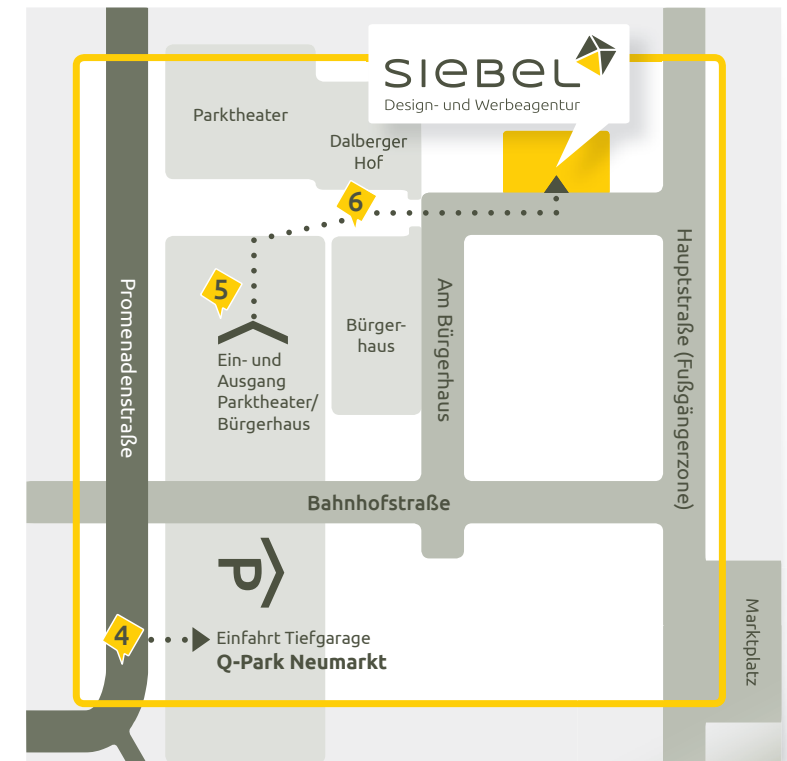 SIEBEL
Design- und Werbeagentur
Parktheater
Dalberger
Hof
6
5
Promenadenstraße
Ein- und
Ausgang
Parktheater/
Bürgerhaus
Bürger-
haus
Am Bürgerhaus
Hauptstraße (Fußgängerzone)
Bahnhofstraße
P
4
Einfahrt Tiefgarage
Q-Park Neumarkt
Marktplatz